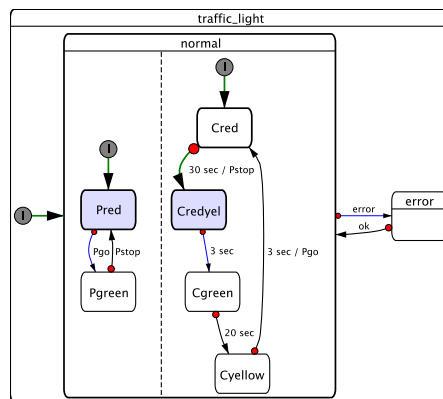 traffic_light
normal
I
Cred
30 sec / Pstop
I
Pred
Credyel
error
error
ok
I
Pgo
Pstop
3 sec
3 sec / Pgo
Pgreen
Cgreen
20 sec
Cyellow